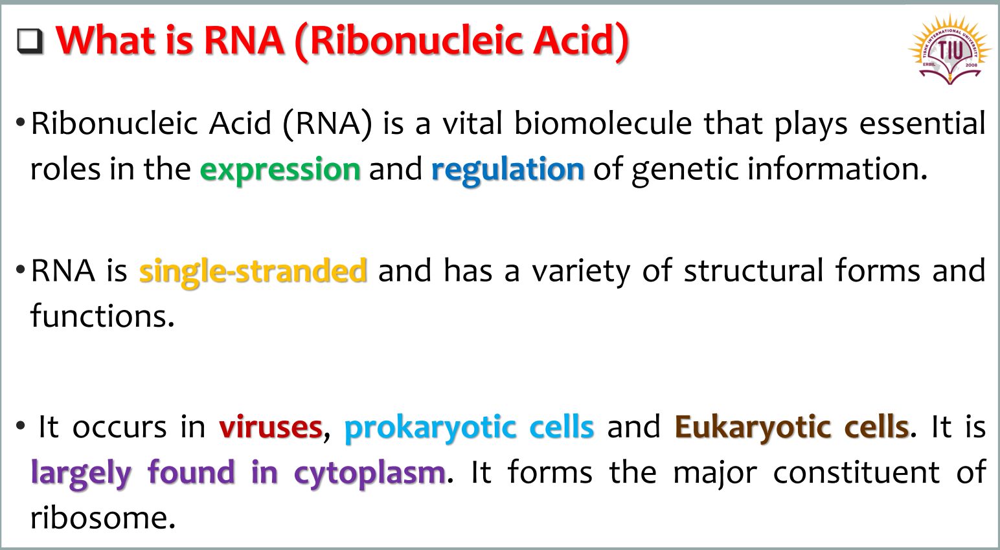 ❑ What is RNA (Ribonucleic Acid)
TISHK INTERNATIONAL UNIVERSITY
TIU
ERBIL 2008
•Ribonucleic Acid (RNA) is a vital biomolecule that plays essential
roles in the expression and regulation of genetic information.
•RNA is single-stranded and has a variety of structural forms and
functions.
• It occurs in viruses, prokaryotic cells and Eukaryotic cells. It is
largely found in cytoplasm. It forms the major constituent of
ribosome.